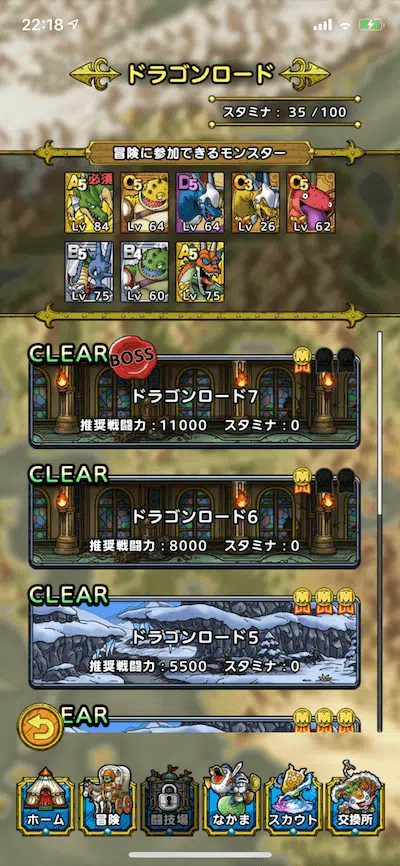 22:18
ドラゴンロード
スタミナ: 35 /100
冒険に参加できるモンスター
A5 必須 C5 D5 C3 C5
Lv 84 Lv 64 Lv 64 Lv 26 Lv 62
B5 B4 A5
Lv 75 Lv 60 Lv 75
CLEAR BOSS M
ドラゴンロード7
推奨戦闘力:11000 スタミナ:0
CLEAR M
ドラゴンロード6
推奨戦闘力:8000 スタミナ:0
CLEAR M M M
ドラゴンロード5
推奨戦闘力:5500 スタミナ:0
EAR M M M
ホーム 冒険 闘技場 なかま スカウト 交換所